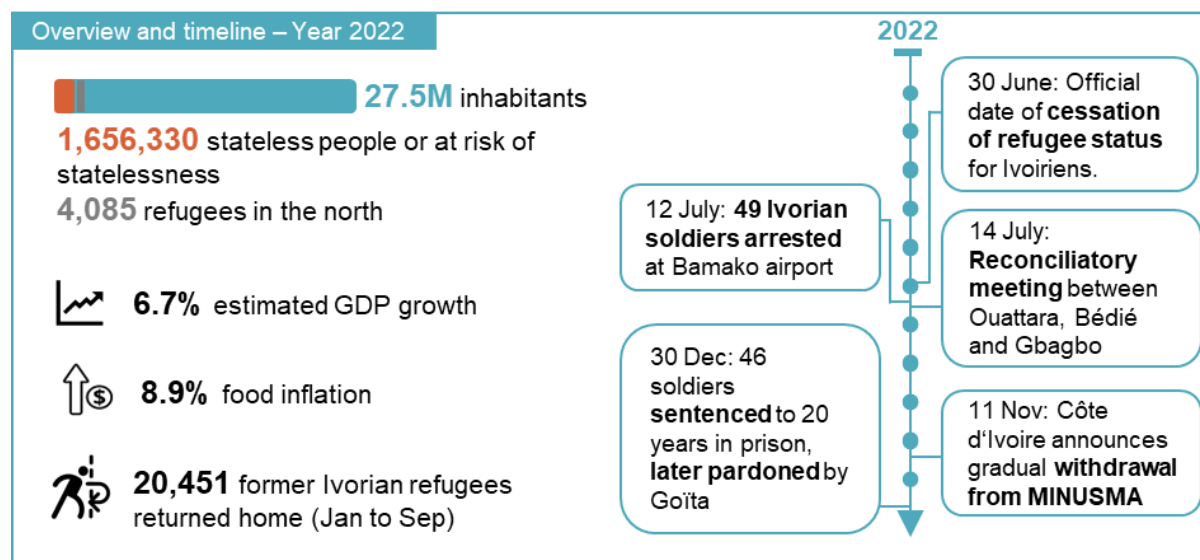 Overview and timeline – Year 2022
27.5M inhabitants
1,656,330 stateless people or at risk of
statelessness
4,085 refugees in the north
6.7% estimated GDP growth
8.9% food inflation
20,451 former Ivorian refugees
returned home (Jan to Sep)
2022
30 June: Official
date of cessation
of refugee status
for Ivoiriens.
12 July: 49 Ivorian
soldiers arrested
at Bamako airport
14 July:
Reconciliatory
meeting between
Ouattara, Bédié
and Gbagbo
11 Nov: Côte
d‘Ivoire announces
gradual withdrawal
from MINUSMA
30 Dec: 46
soldiers
sentenced to 20
years in prison,
later pardoned by
Goïta